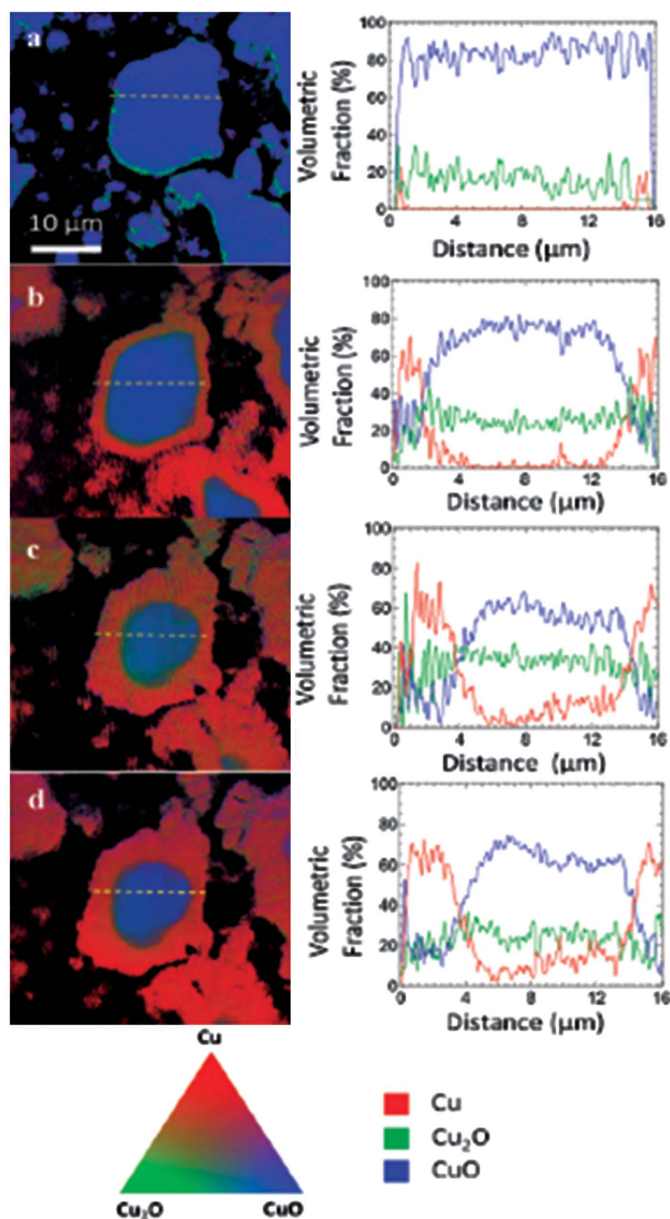 a
10 µm
Volumetric
Fraction (%)
100
80
60
40
20
0
0 4 8 12 16
Distance (µm)
b
Volumetric
Fraction (%)
100
80
60
40
20
0
0 4 8 12 16
Distance (µm)
c
Volumetric
Fraction (%)
100
80
60
40
20
0
0 4 8 12 16
Distance (µm)
d
Volumetric
Fraction (%)
100
80
60
40
20
0
0 4 8 12 16
Distance (µm)
Cu
Cu₂O CuO
Cu
Cu₂O
CuO